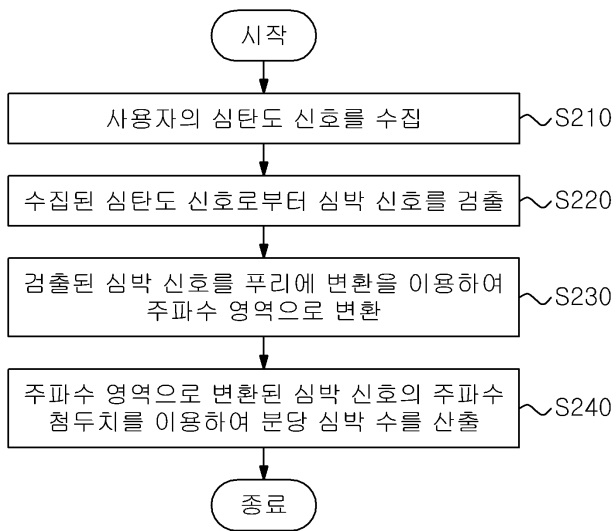 시작
사용자의 심탄도 신호를 수집
S210
수집된 심탄도 신호로부터 심박 신호를 검출
S220
검출된 심박 신호를 푸리에 변환을 이용하여
주파수 영역으로 변환
S230
주파수 영역으로 변환된 심박 신호의 주파수
첨두치를 이용하여 분당 심박 수를 산출
S240
종료